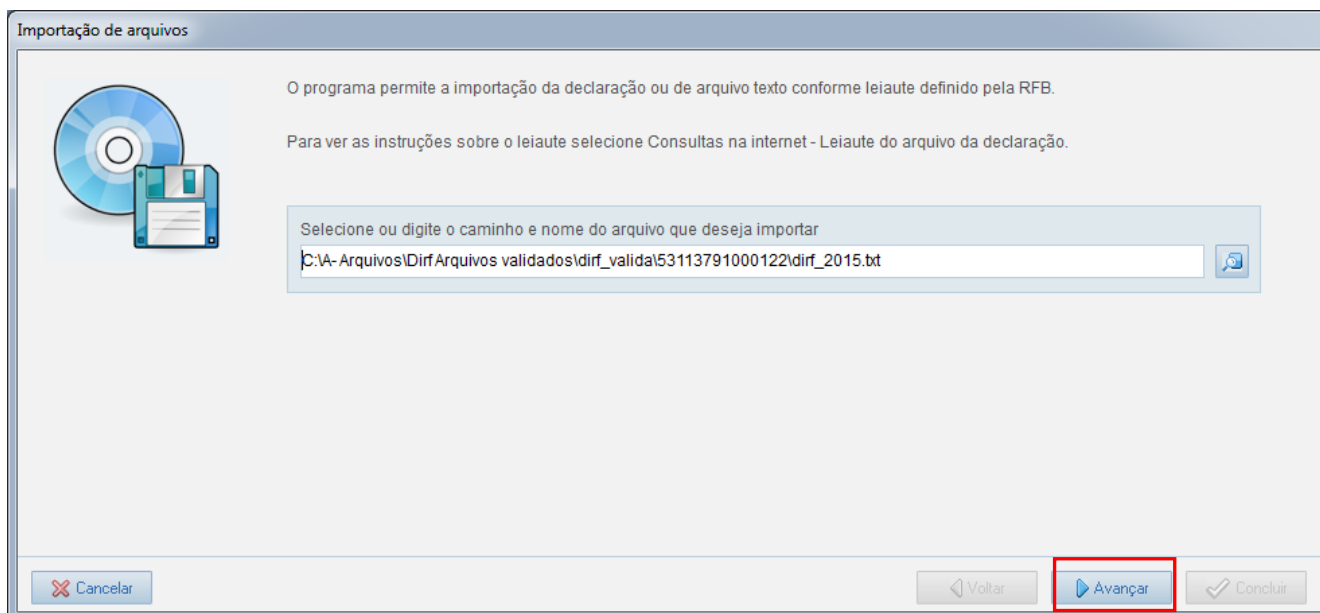 Importação de arquivos
O programa permite a importação da declaração ou de arquivo texto conforme leiaute definido pela RFB.
Para ver as instruções sobre o leiaute selecione Consultas na internet - Leiaute do arquivo da declaração.
Selecione ou digite o caminho e nome do arquivo que deseja importar
C:\A- Arquivos\Dirf Arquivos validados\dirf_valida\53113791000122\dirf_2015.txt
Cancelar
Voltar
Avançar
Concluir